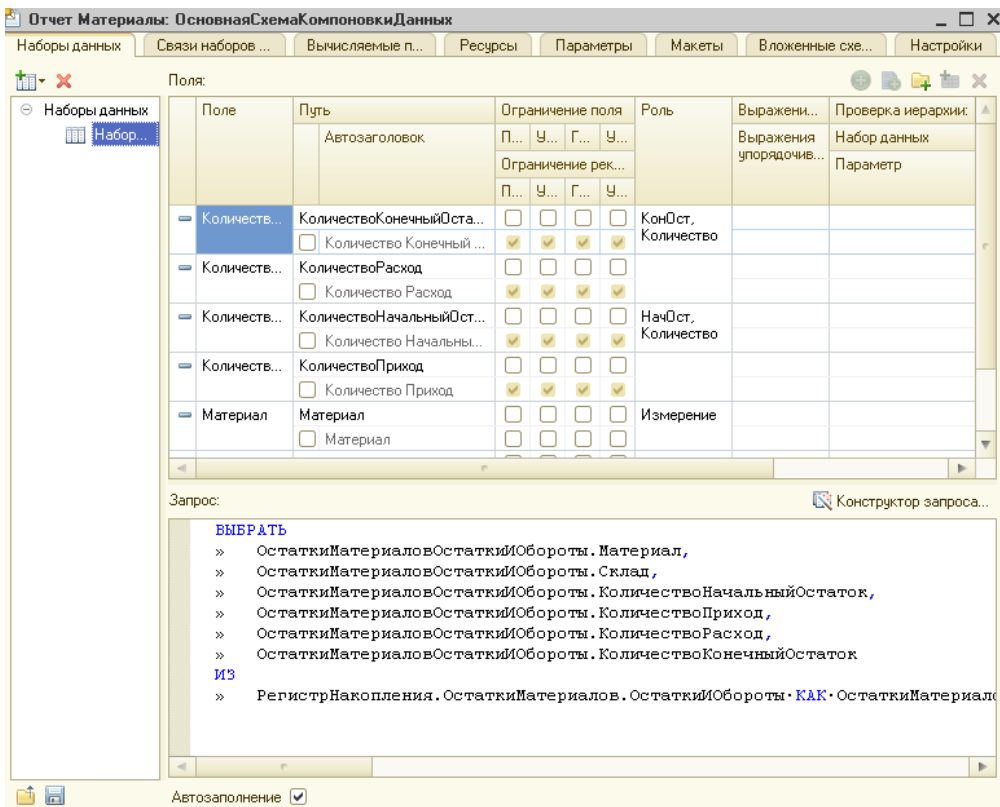 Отчет Материалы: ОсновнаяСхемаКомпоновкиДанных
Наборы данных
Связи наборов ...
Вычисляемые п...
Ресурсы
Параметры
Макеты
Вложенные схе...
Настройки
Поля:
Наборы данных
Набор...
Поле
Путь
Ограничение поля
Роль
Выражени...
Проверка иерархии:
Автозаголовок
П... У... Г... У...
Выражения упорядочив...
Набор данных
Ограничение рек...
Параметр
П... У... Г... У...
Количеств...
КоличествоКонечныйОста...
КонОст,
Количество
Количество Конечный ...
Количеств...
КоличествоРасход
Количество Расход
Количеств...
КоличествоНачальныйОст...
НачОст,
Количество
Количество Начальны...
Количеств...
КоличествоПриход
Количество Приход
Материал
Материал
Измерение
Материал
Запрос:
Конструктор запроса...
ВЫБРАТЬ
» ОстаткиМатериаловОстаткиИОбороты.Материал,
» ОстаткиМатериаловОстаткиИОбороты.Склад,
» ОстаткиМатериаловОстаткиИОбороты.КоличествоНачальныйОстаток,
» ОстаткиМатериаловОстаткиИОбороты.КоличествоПриход,
» ОстаткиМатериаловОстаткиИОбороты.КоличествоРасход,
» ОстаткиМатериаловОстаткиИОбороты.КоличествоКонечныйОстаток
ИЗ
» РегистрНакопления.ОстаткиМатериалов.ОстаткиИОбороты·КАК·ОстаткиМатериало
Автозаполнение